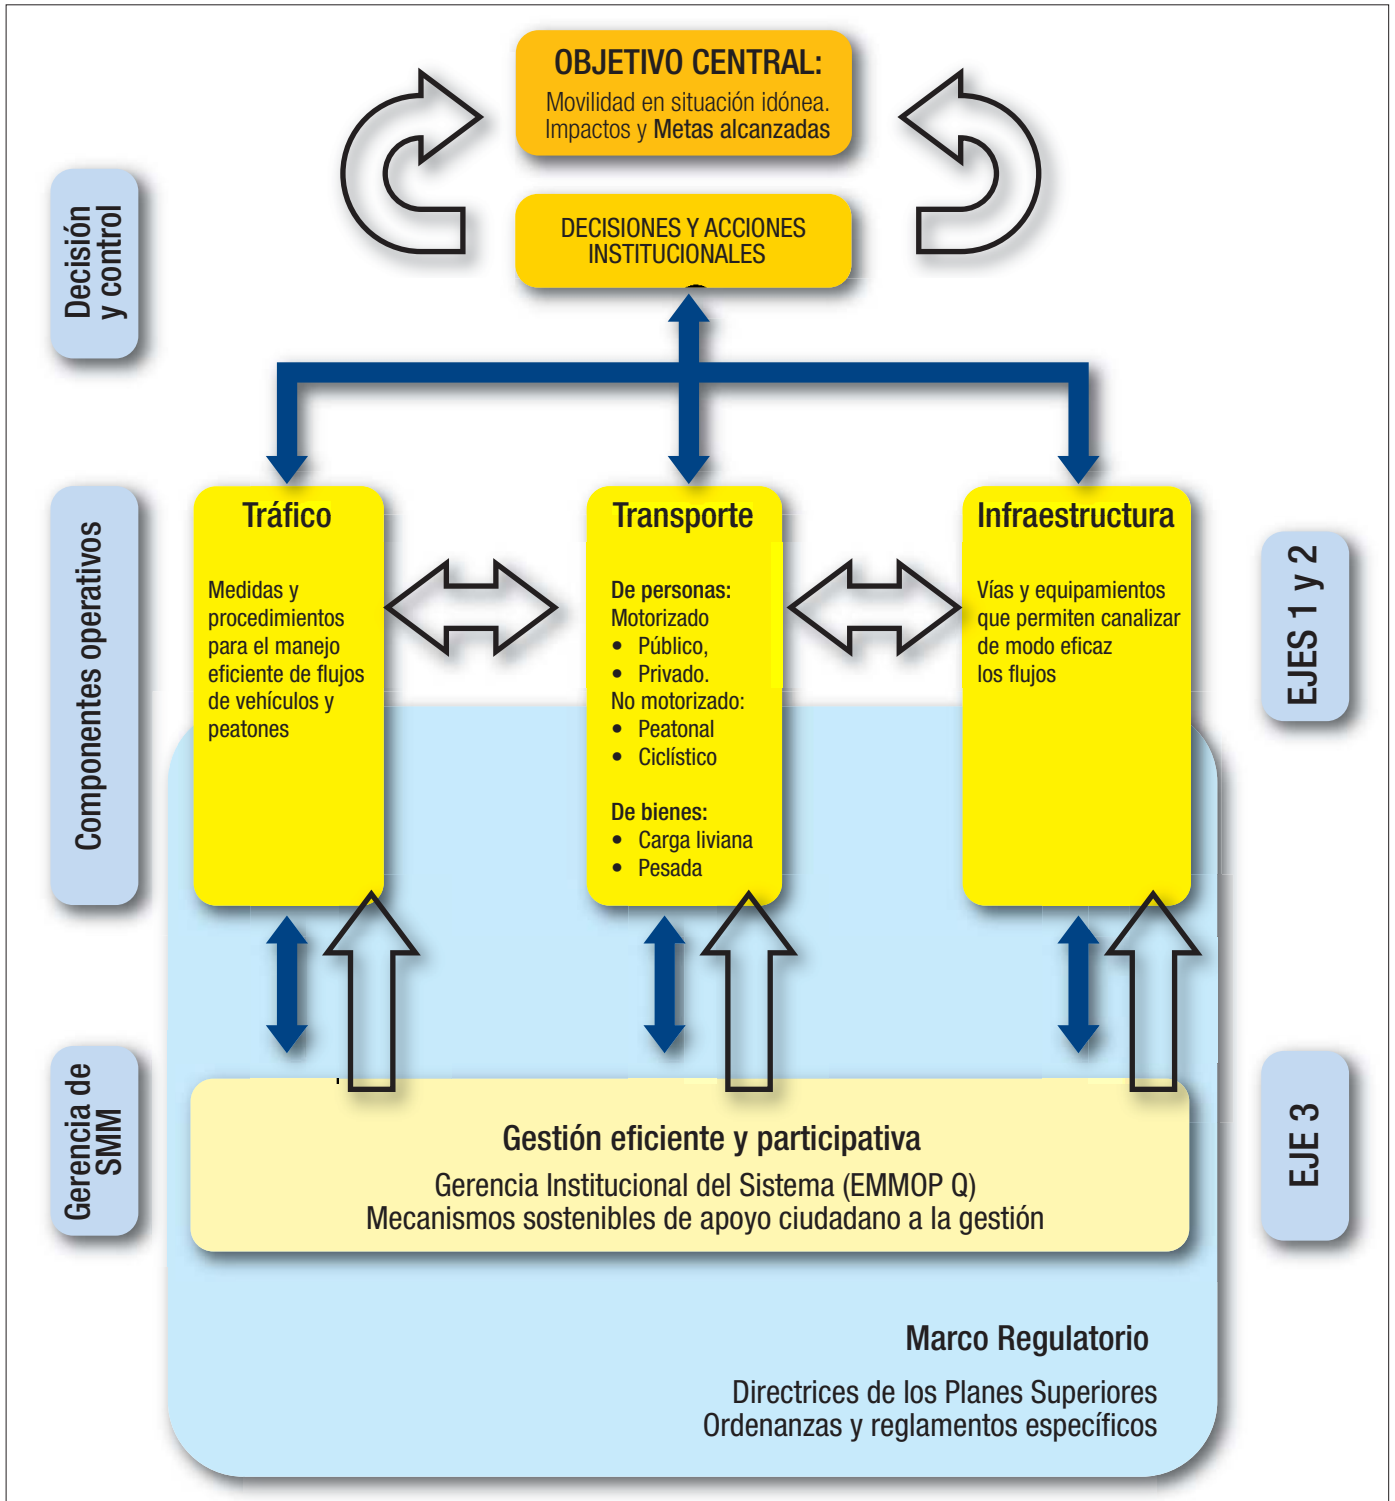 OBJETIVO CENTRAL:
Movilidad en situación idónea.
Impactos y Metas alcanzadas
DECISIONES Y ACCIONES
INSTITUCIONALES
Decisión
y control
Componentes operativos
Tráfico
Medidas y
procedimientos
para el manejo
eficiente de flujos
de vehículos y
peatones
Transporte
De personas:
Motorizado
• Público,
• Privado.
No motorizado:
• Peatonal
• Ciclístico
De bienes:
• Carga liviana
• Pesada
Infraestructura
Vías y equipamientos
que permiten canalizar
de modo eficaz
los flujos
EJES 1 y 2
Gerencia de
SMM
Gestión eficiente y participativa
Gerencia Institucional del Sistema (EMMOP Q)
Mecanismos sostenibles de apoyo ciudadano a la gestión
EJE 3
Marco Regulatorio
Directrices de los Planes Superiores
Ordenanzas y reglamentos específicos